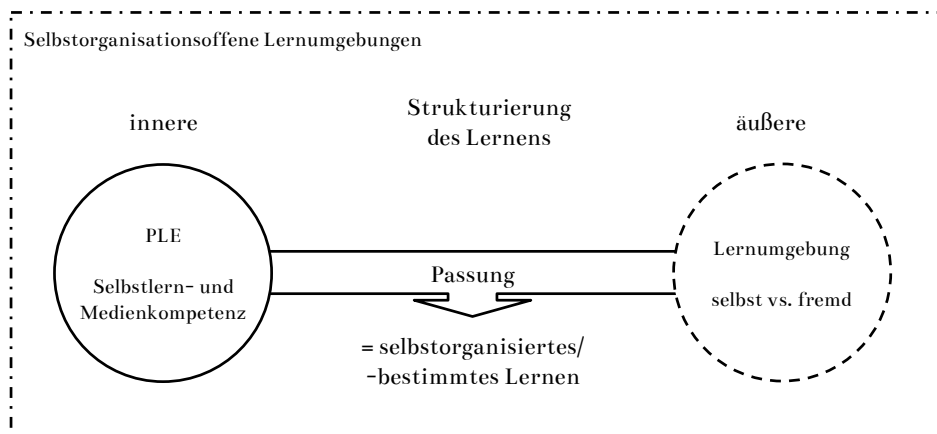 Selbstorganisationsoffene Lernumgebungen
innere
Strukturierung
des Lernens
äußere
PLE
Selbstlern- und
Medienkompetenz
Passung
= selbstorganisiertes/
-bestimmtes Lernen
Lernumgebung
selbst vs. fremd